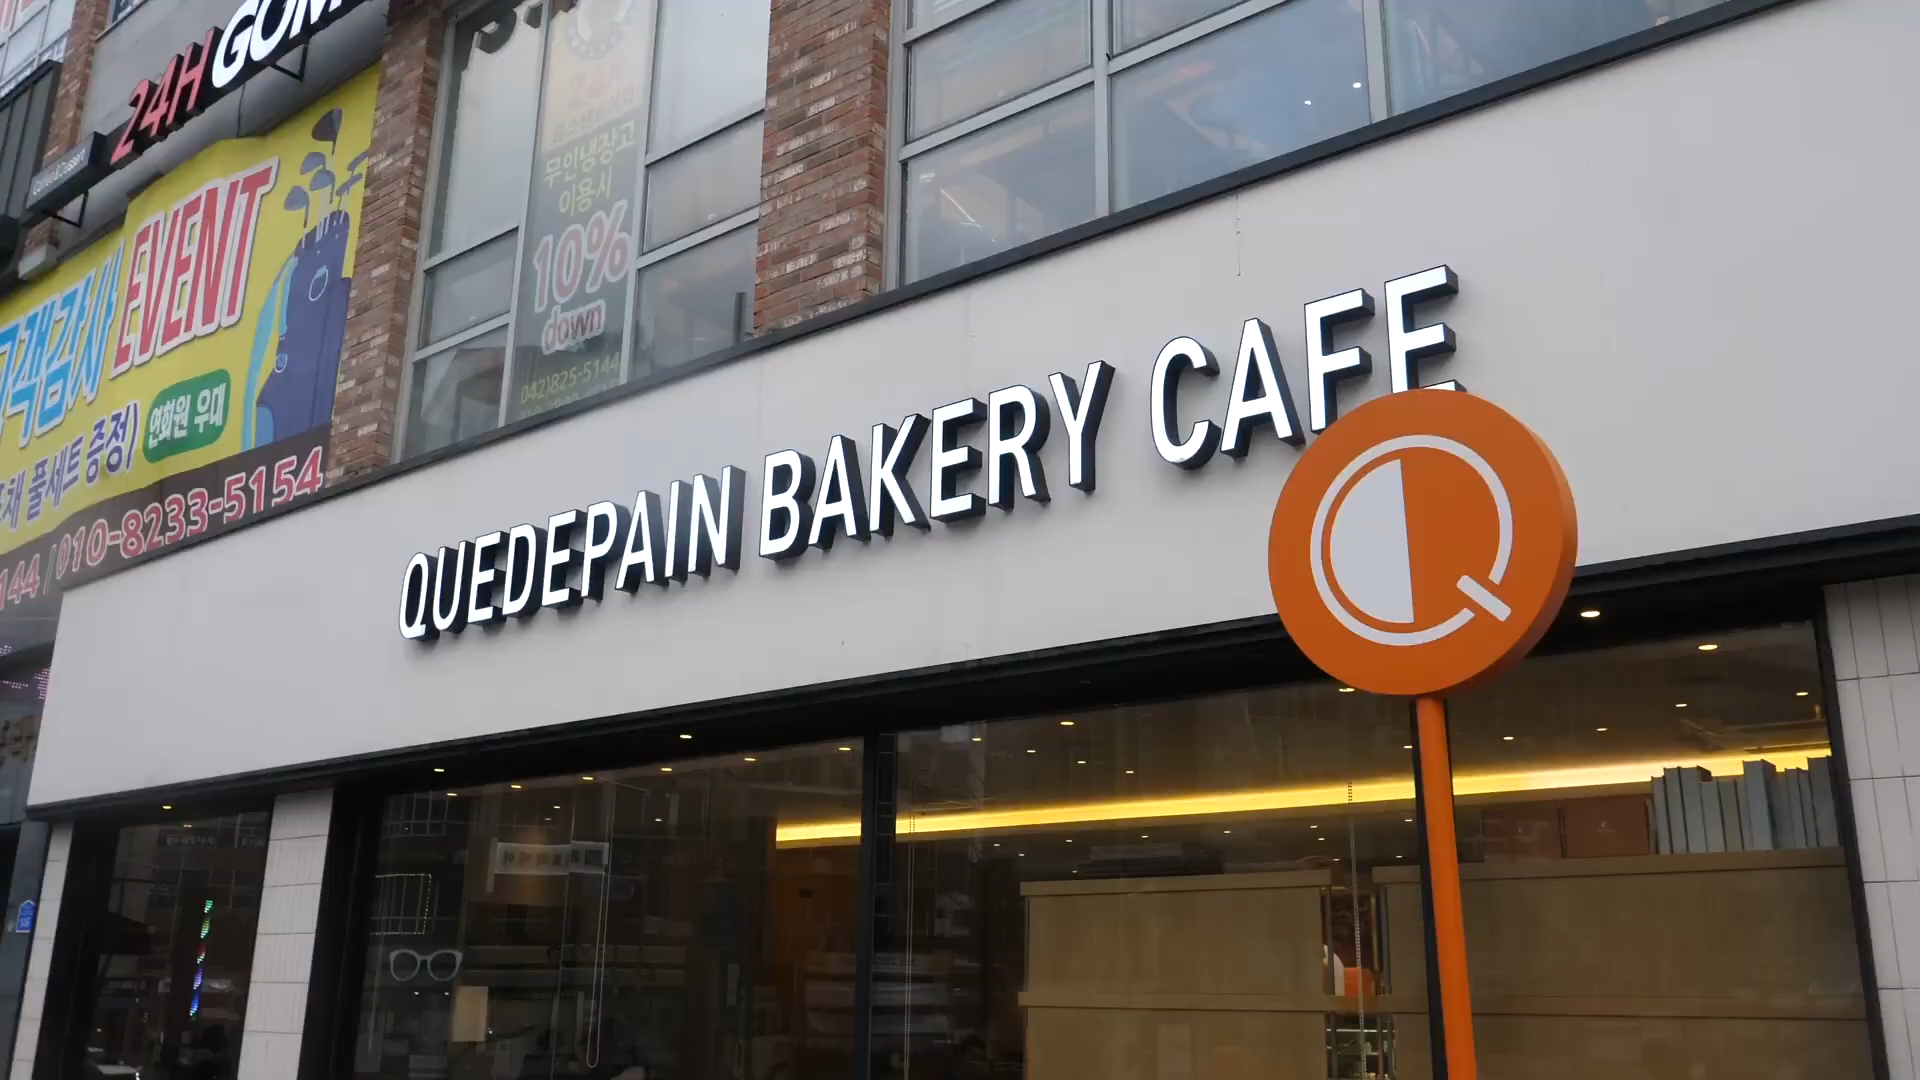 24H GOM
고객감사 EVENT
풀세트 증정)
연회원 우대
144 / 010-8233-5154
무인냉장고
이용시
10%
down
042)825-5144
QUEDEPAIN BAKERY CAFE
Q